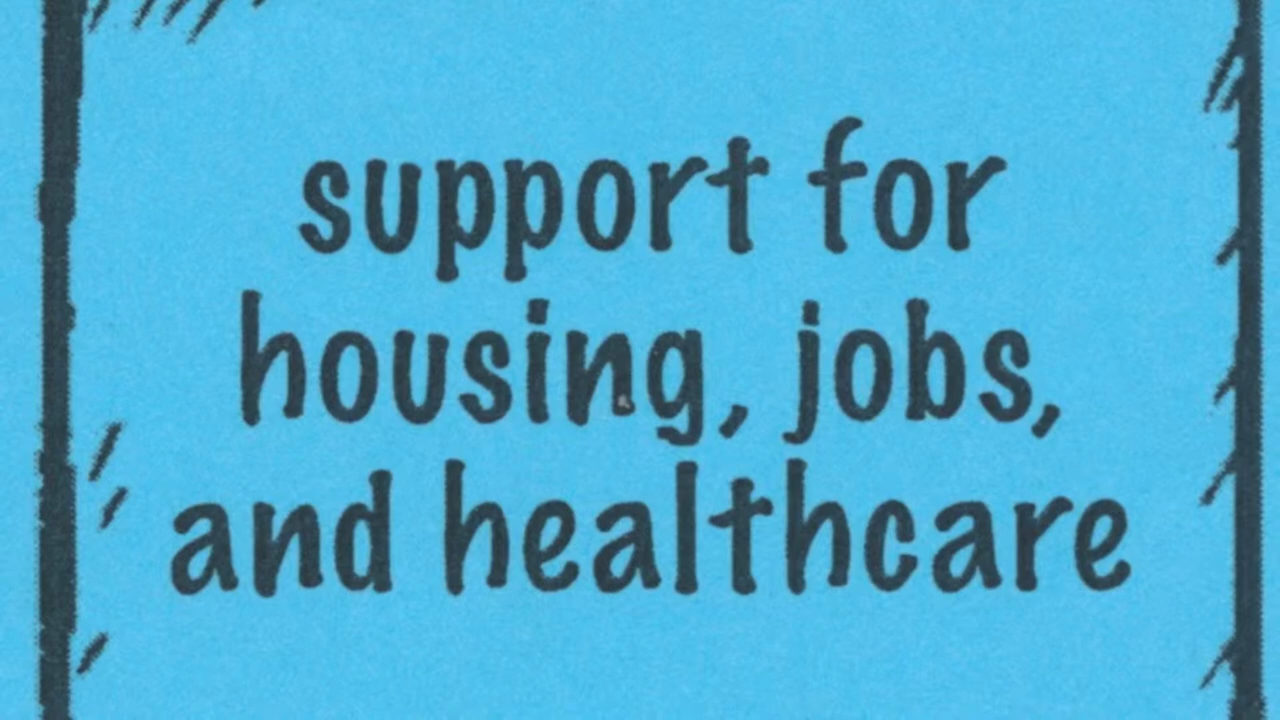 support for
housing, jobs,
and healthcare